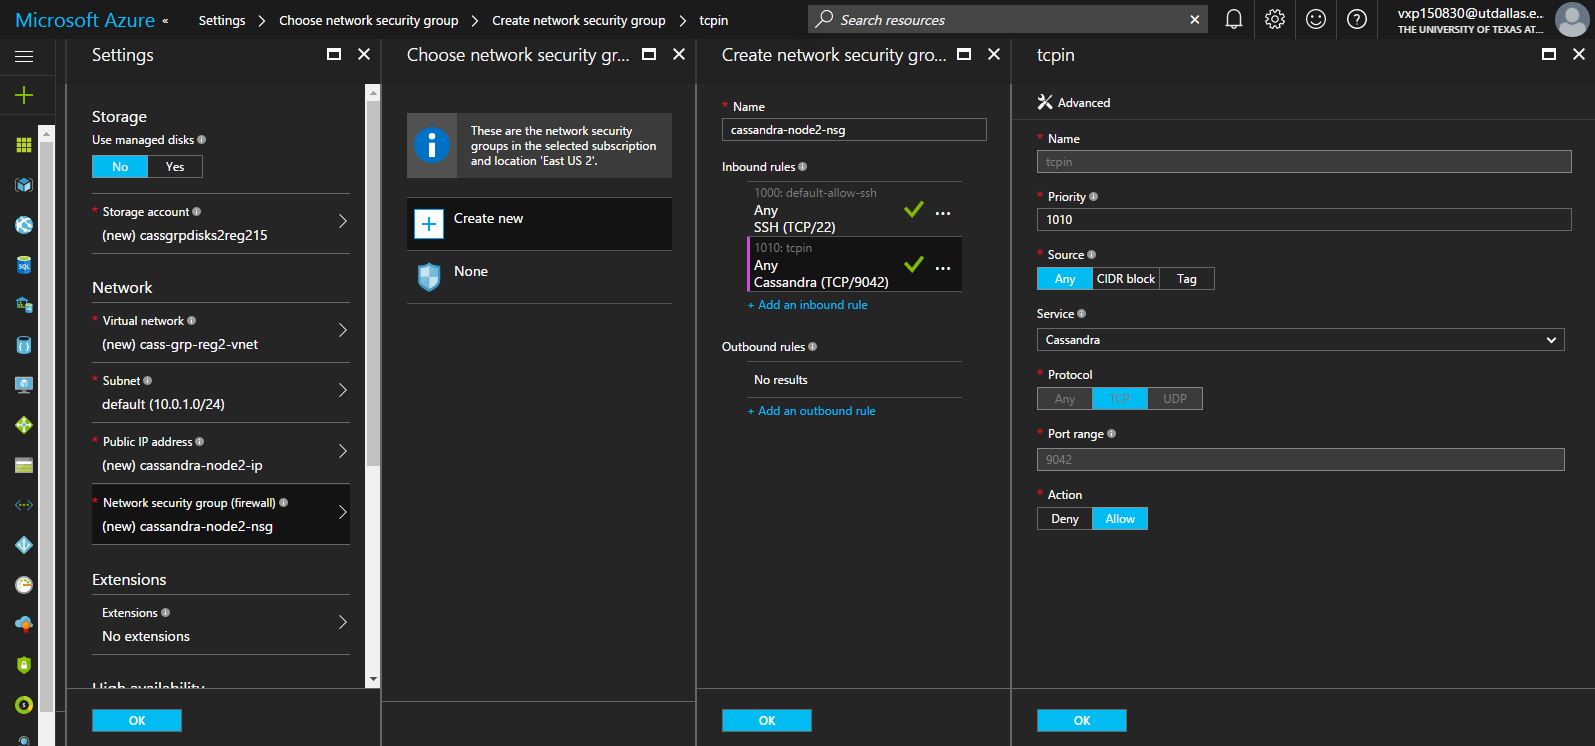 Microsoft Azure «
Settings > Choose network security group > Create network security group > tcpin
Search resources
vxp150830@utdallas.e...
THE UNIVERSITY OF TEXAS AT...
Settings
Storage
Use managed disks
No Yes
* Storage account
(new) cassgrpdisks2reg215
Network
* Virtual network
(new) cass-grp-reg2-vnet
* Subnet
default (10.0.1.0/24)
* Public IP address
(new) cassandra-node2-ip
* Network security group (firewall)
(new) cassandra-node2-nsg
Extensions
Extensions
No extensions
High availability
OK
Choose network security gr...
These are the network security
groups in the selected subscription
and location 'East US 2'.
Create new
None
Create network security gro...
* Name
cassandra-node2-nsg
Inbound rules
1000: default-allow-ssh
Any
SSH (TCP/22)
1010: tcpin
Any
Cassandra (TCP/9042)
+ Add an inbound rule
Outbound rules
No results
+ Add an outbound rule
OK
tcpin
Advanced
* Name
tcpin
* Priority
1010
* Source
Any CIDR block Tag
Service
Cassandra
* Protocol
Any TCP UDP
* Port range
9042
* Action
Deny Allow
OK